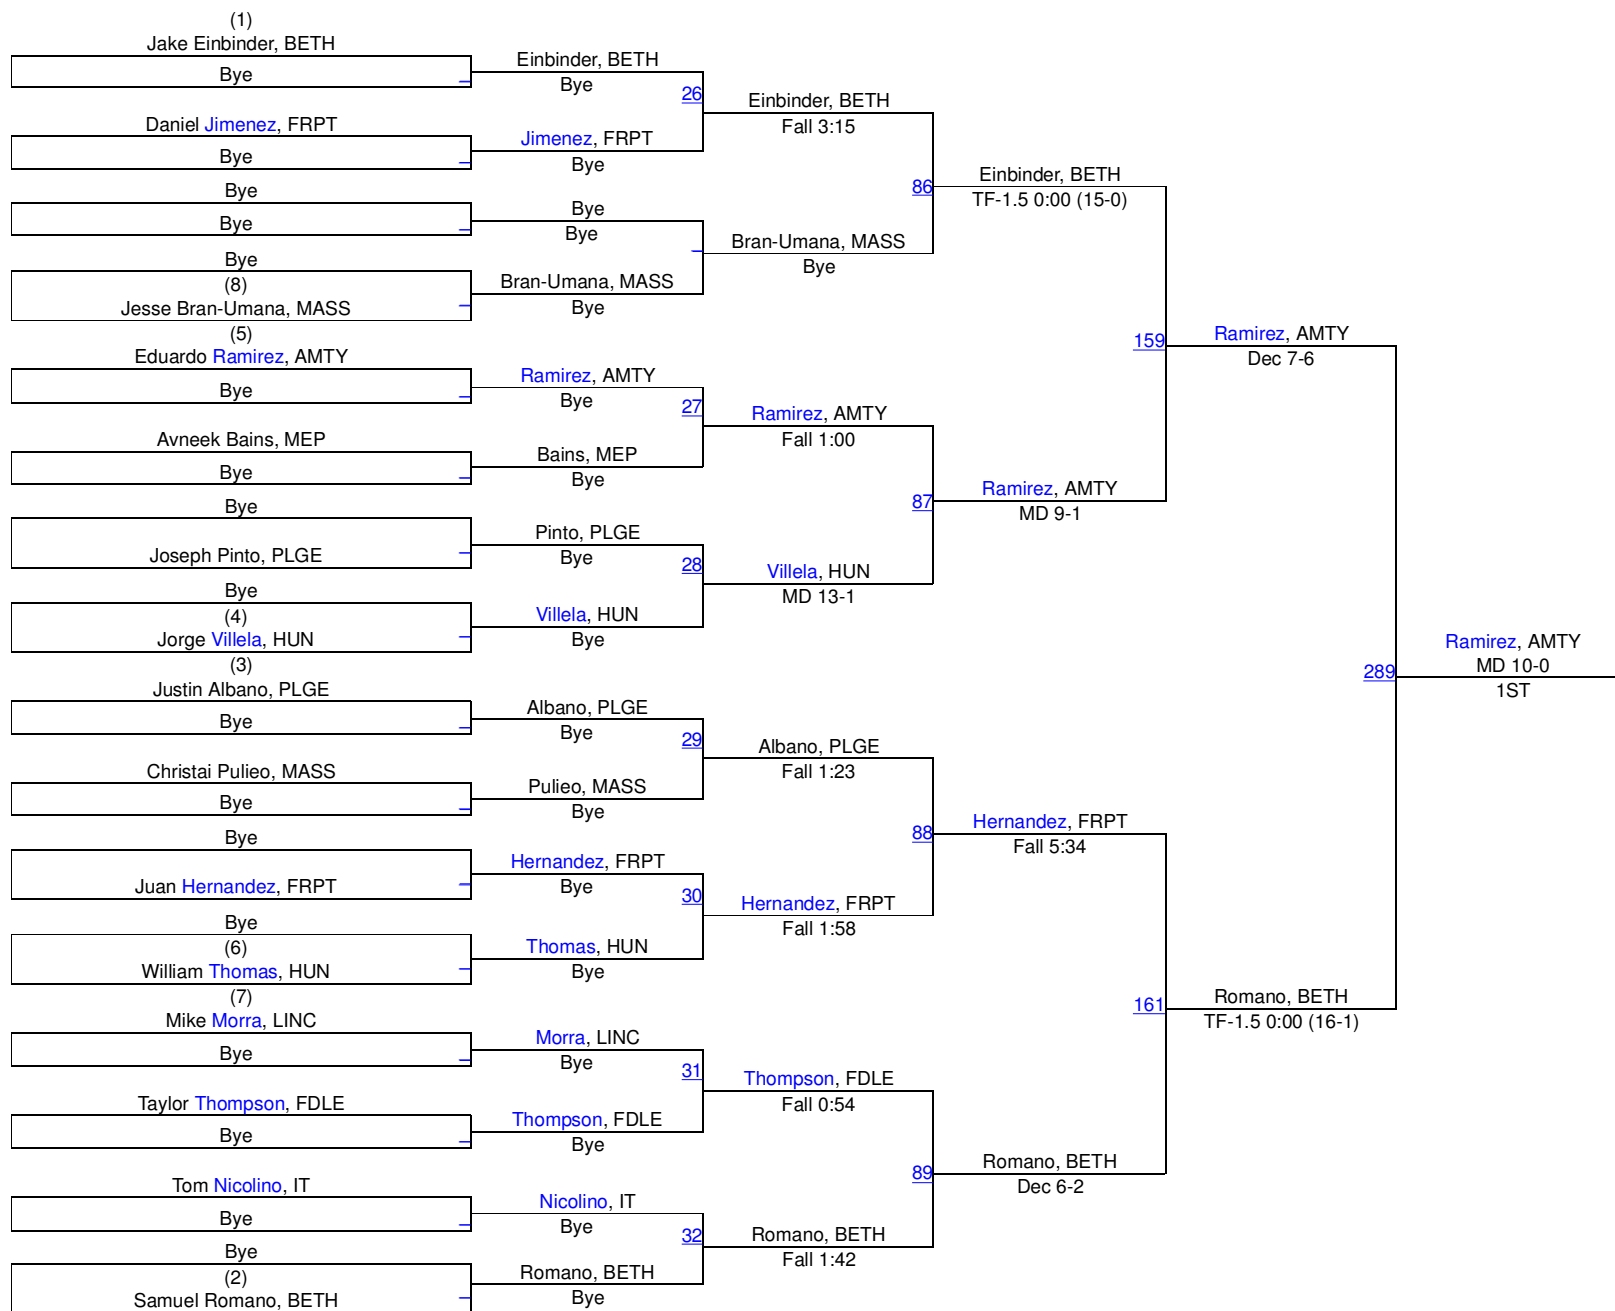 (1)
Jake Einbinder, BETH
Bye
Daniel Jimenez, FRPT
Bye
Bye
Bye
Bye
(8)
Jesse Bran-Umana, MASS
(5)
Eduardo Ramirez, AMTY
Bye
Avneek Bains, MEP
Bye
Bye
Joseph Pinto, PLGE
Bye
(4)
Jorge Villela, HUN
(3)
Justin Albano, PLGE
Bye
Christai Pulieo, MASS
Bye
Bye
Juan Hernandez, FRPT
Bye
(6)
William Thomas, HUN
(7)
Mike Morra, LINC
Bye
Taylor Thompson, FDLE
Bye
Tom Nicolino, IT
Bye
Bye
(2)
Samuel Romano, BETH
Einbinder, BETH
Bye
26
Jimenez, FRPT
Bye
Bye
Bye
Bran-Umana, MASS
Bye
Ramirez, AMTY
Bye
27
Bains, MEP
Bye
Pinto, PLGE
Bye
28
Villela, HUN
Bye
Albano, PLGE
Bye
29
Pulieo, MASS
Bye
Hernandez, FRPT
Bye
30
Thomas, HUN
Bye
Morra, LINC
Bye
31
Thompson, FDLE
Bye
Nicolino, IT
Bye
32
Romano, BETH
Bye
Einbinder, BETH
Fall 3:15
86
Bran-Umana, MASS
Bye
Ramirez, AMTY
Fall 1:00
87
Villela, HUN
MD 13-1
Albano, PLGE
Fall 1:23
88
Hernandez, FRPT
Fall 1:58
Thompson, FDLE
Fall 0:54
89
Romano, BETH
Fall 1:42
Einbinder, BETH
TF-1.5 0:00 (15-0)
159
Ramirez, AMTY
MD 9-1
Hernandez, FRPT
Fall 5:34
161
Romano, BETH
Dec 6-2
Ramirez, AMTY
Dec 7-6
289
Romano, BETH
TF-1.5 0:00 (16-1)
Ramirez, AMTY
MD 10-0
1ST